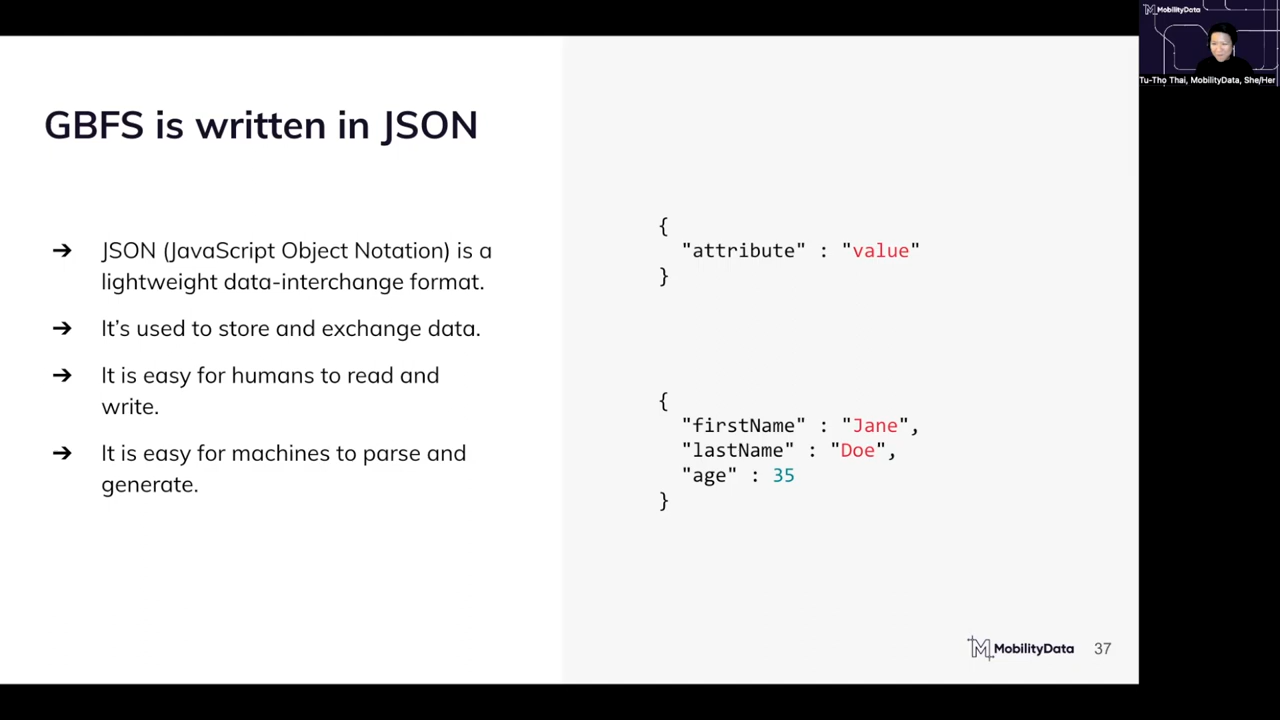 GBFS is written in JSON
➔ JSON (JavaScript Object Notation) is a
lightweight data-interchange format.
➔ It's used to store and exchange data.
➔ It is easy for humans to read and
write.
➔ It is easy for machines to parse and
generate.
{
"attribute" : "value"
}
{
"firstName" : "Jane",
"lastName" : "Doe",
"age" : 35
}
MobilityData 37
MobilityData
Tu-Tho Thai, MobilityData, She/Her